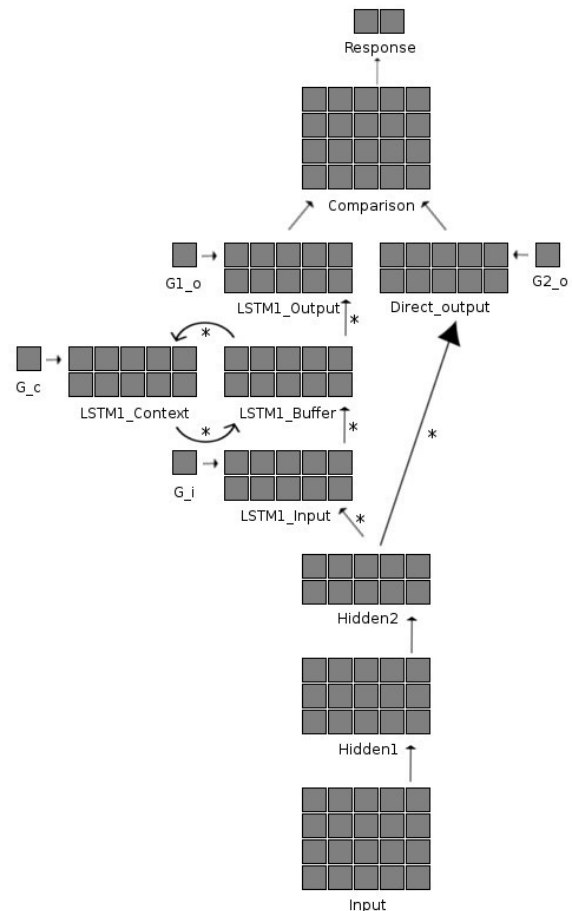 Response
Comparison
G1_o
LSTM1_Output
Direct_output
G2_o
*
*
G_c
LSTM1_Context
LSTM1_Buffer
*
*
*
G_i
LSTM1_Input
*
Hidden2
Hidden1
Input